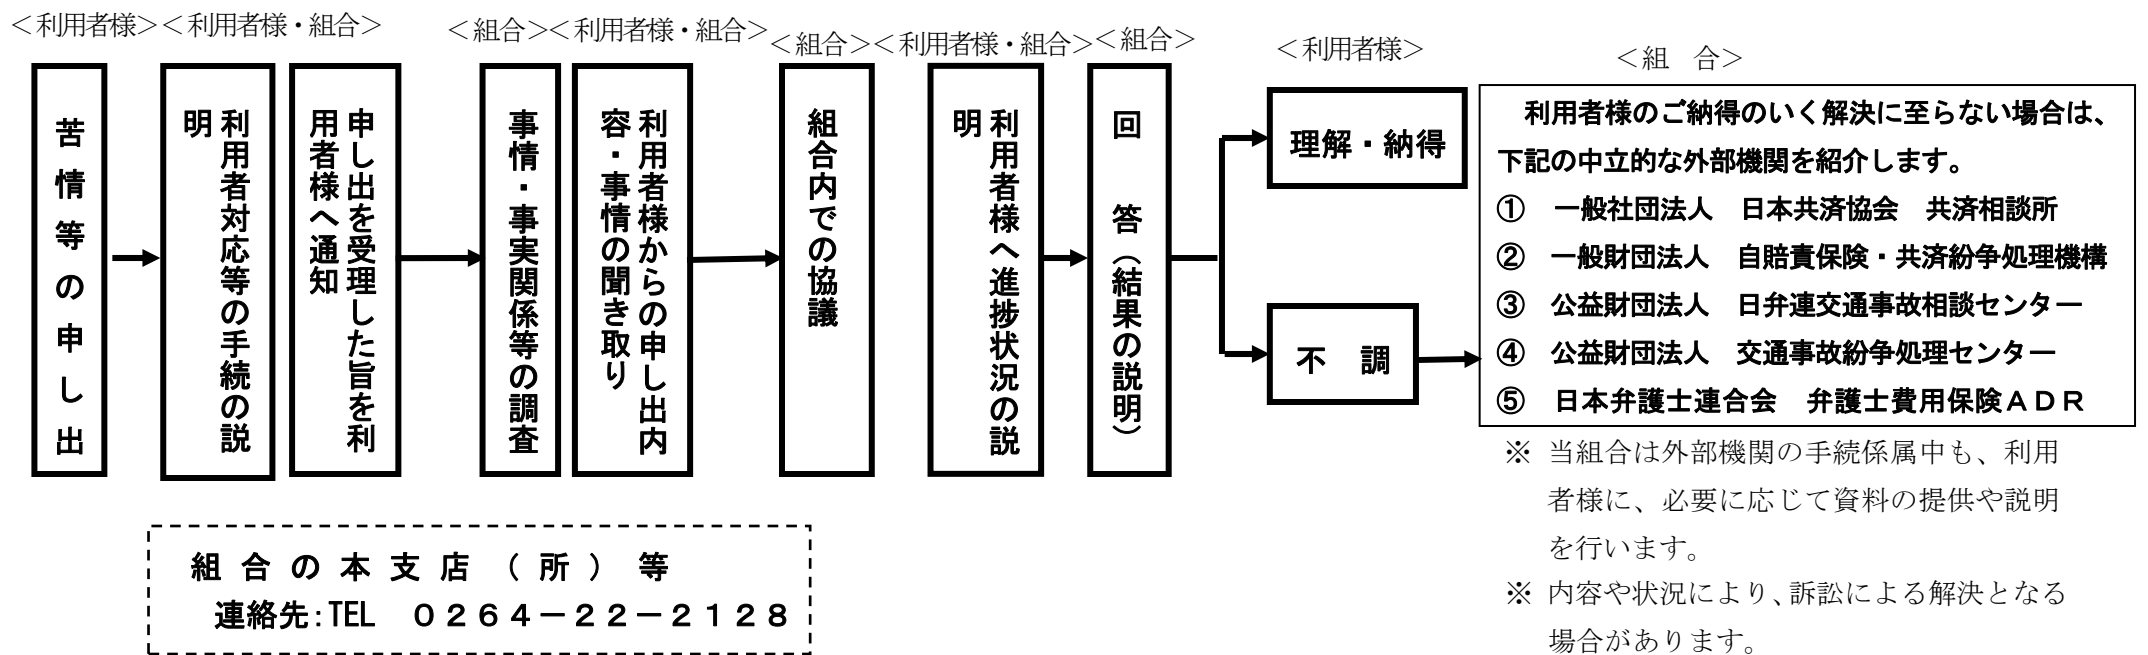 ＜利用者様＞
＜利用者様・組合＞
＜組合＞
＜利用者様・組合＞
＜組合＞
＜利用者様・組合＞
＜組合＞
＜利用者様＞
＜組　合＞
苦情等の申し出
利用者対応等の手続の説
明
申し出を受理した旨を利
用者様へ通知
事情・事実関係等の調査
利用者様からの申し出内
容・事情の聞き取り
組合内での協議
利用者様へ進捗状況の説
明
回　答（結果の説明）
理解・納得
不　調
利用者様のご納得のいく解決に至らない場合は、
下記の中立的な外部機関を紹介します。
①　一般社団法人　日本共済協会　共済相談所
②　一般財団法人　自賠責保険・共済紛争処理機構
③　公益財団法人　日弁連交通事故相談センター
④　公益財団法人　交通事故紛争処理センター
⑤　日本弁護士連合会　弁護士費用保険ＡＤＲ
※ 当組合は外部機関の手続係属中も、利用
者様に、必要に応じて資料の提供や説明
を行います。
※ 内容や状況により、訴訟による解決となる
場合があります。
組合の本支店（所）等
連絡先:TEL　０２６４－２２－２１２８